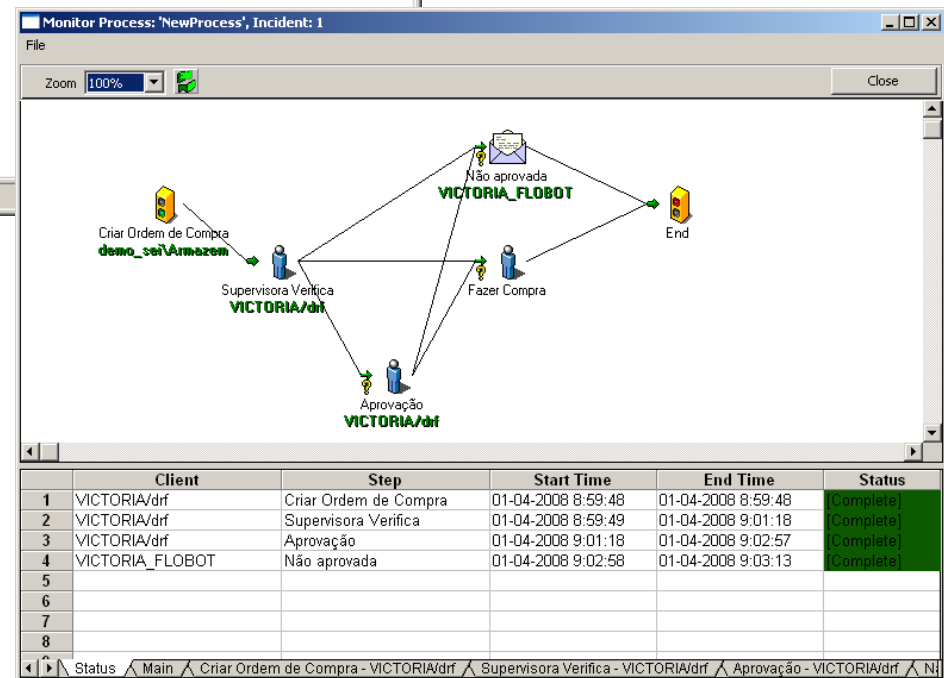 Monitor Process: 'NewProcess', Incident: 1
File
Zoom 100% Close
Não aprovada
VICTORIA_FLOBOT
Criar Ordem de Compra
demo_sei\Armazem
End
Supervisora Verifica
VICTORIA/drf
Fazer Compra
Aprovação
VICTORIA/drf
Client Step Start Time End Time Status
1 VICTORIA/drf Criar Ordem de Compra 01-04-2008 8:59:48 01-04-2008 8:59:48 [Complete]
2 VICTORIA/drf Supervisora Verifica 01-04-2008 8:59:49 01-04-2008 9:01:18 [Complete]
3 VICTORIA/drf Aprovação 01-04-2008 9:01:18 01-04-2008 9:02:57 [Complete]
4 VICTORIA_FLOBOT Não aprovada 01-04-2008 9:02:58 01-04-2008 9:03:13 [Complete]
5
6
7
8
Status Main Criar Ordem de Compra - VICTORIA/drf Supervisora Verifica - VICTORIA/drf Aprovação - VICTORIA/drf